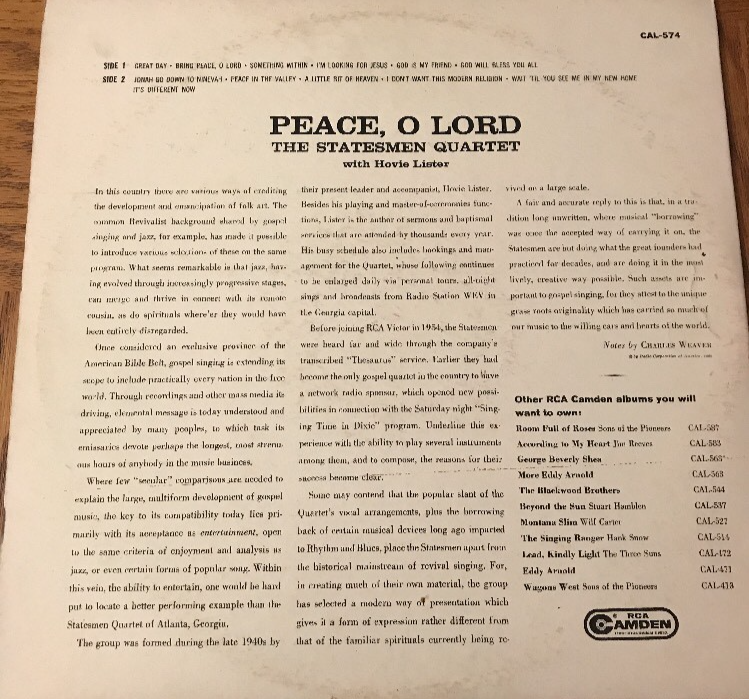 CAL-574
SIDE 1 GREAT DAY • BRING PEACE, O LORD • SOMETHING WITHIN • I'M LOOKING FOR JESUS • GOD IS MY FRIEND • GOD WILL BLESS YOU ALL
SIDE 2 JONAH GO DOWN TO NINEVAH • PEACE IN THE VALLEY • A LITTLE BIT OF HEAVEN • I DON'T WANT THIS MODERN RELIGION • WAIT 'TIL YOU SEE ME IN MY NEW HOME
IT'S DIFFERENT NOW
PEACE, O LORD
THE STATESMEN QUARTET
with Hovie Lister
In this country there are various ways of crediting
the development and emancipation of folk art. The
common Revivalist background shared by gospel
singing and jazz, for example, has made it possible
to introduce various selections of these on the same
program. What seems remarkable is that jazz, hav-
ing evolved through increasingly progressive stages,
can merge and thrive in concert with its remote
cousin, as do spirituals where'er they would have
been entirely disregarded.
Once considered an exclusive province of the
American Bible Belt, gospel singing is extending its
scope to include practically every nation in the free
world. Through recordings and other mass media its
driving, elemental message is today understood and
appreciated by many peoples, to which task its
emissaries devote perhaps the longest, most strenu-
ous hours of anybody in the music business.
Where few "secular" comparisons are needed to
explain the large, multiform development of gospel
music, the key to its compatibility today lies pri-
marily with its acceptance as entertainment, open
to the same criteria of enjoyment and analysis as
jazz, or even certain forms of popular song. Within
this vein, the ability to entertain, one would be hard
put to locate a better performing example than the
Statesmen Quartet of Atlanta, Georgia.
The group was formed during the late 1940s by
their present leader and accompanist, Hovie Lister.
Besides his playing and master-of-ceremonies func-
tions, Lister is the author of sermons and baptismal
services that are attended by thousands every year.
His busy schedule also includes bookings and man-
agement for the Quartet, whose following continues
to be enlarged daily via personal tours, all-night
sings and broadcasts from Radio Station WKV in
the Georgia capital.
Before joining RCA Victor in 1954, the Statesmen
were heard far and wide through the company's
transcribed "Thesaurus" service. Earlier they had
become the only gospel quartet in the country to have
a network radio sponsor, which opened new possi-
bilities in connection with the Saturday night "Sing-
ing Time in Dixie" program. Underline this ex-
perience with the ability to play several instruments
among them, and to compose, the reasons for their
success become clear.
Some may contend that the popular slant of the
Quartet's vocal arrangements, plus the borrowing
back of certain musical devices long ago imparted
to Rhythm and Blues, place the Statesmen apart from
the historical mainstream of revival singing. For,
in creating much of their own material, the group
has selected a modern way of presentation which
gives it a form of expression rather different from
that of the familiar spirituals currently being re-
vived on a large scale.
A fair and accurate reply to this is that, in a tra-
dition long unwritten, where musical "borrowing"
was once the accepted way of carrying it on, the
Statesmen are but doing what the great founders had
practiced for decades, and are doing it in the most
lively, creative way possible. Such assets are im-
portant to gospel singing, for they attest to the unique
grass roots originality which has carried so much of
our music to the willing ears and hearts of the world.
Notes by CHARLES WEAVER
Other RCA Camden albums you will
want to own:
Room Full of Roses Sons of the Pioneers CAL-587
According to My Heart Jim Reeves CAL-583
George Beverly Shea CAL-568
More Eddy Arnold CAL-563
The Blackwood Brothers CAL-544
Beyond the Sun Stuart Hamblen CAL-537
Montana Slim Wilf Carter CAL-527
The Singing Ranger Hank Snow CAL-514
Lead, Kindly Light The Three Suns CAL-472
Eddy Arnold CAL-471
Wagons West Sons of the Pioneers CAL-413
RCA
CAMDEN